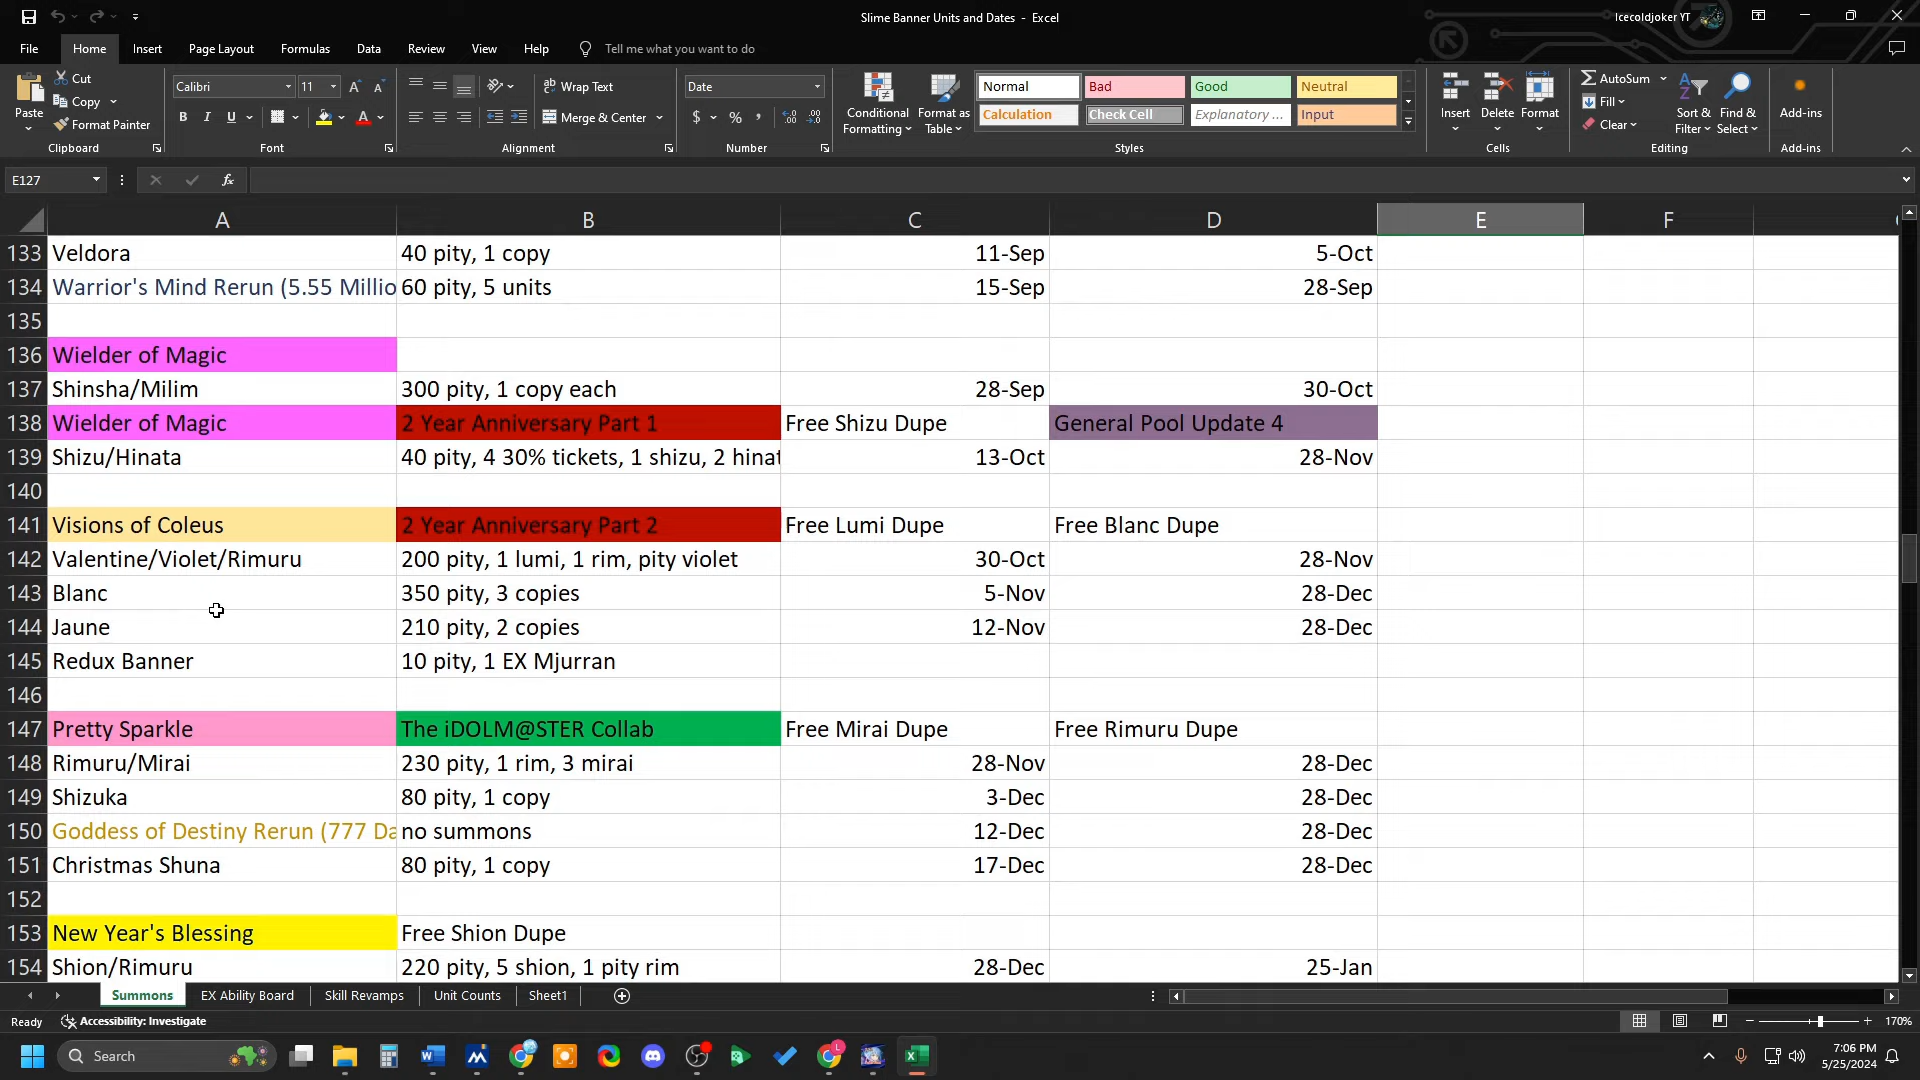 Slime Banner Units and Dates - Excel
Icecoldjoker YT
File Home Insert Page Layout Formulas Data Review View Help Tell me what you want to do
Paste Cut Copy Format Painter Clipboard
Calibri 11 B I U A Font
Wrap Text Merge & Center Alignment
Date $ % , Number
Conditional Formatting Format as Table
Normal Bad Good Neutral
Calculation Check Cell Explanatory ... Input
Styles
Insert Delete Format Cells
AutoSum Fill Clear Sort & Filter Find & Select Editing
Add-ins Add-ins
E127 fx
A B C D E F
133 Veldora 40 pity, 1 copy 11-Sep 5-Oct
134 Warrior's Mind Rerun (5.55 Millio 60 pity, 5 units 15-Sep 28-Sep
135
136 Wielder of Magic
137 Shinsha/Milim 300 pity, 1 copy each 28-Sep 30-Oct
138 Wielder of Magic 2 Year Anniversary Part 1 Free Shizu Dupe General Pool Update 4
139 Shizu/Hinata 40 pity, 4 30% tickets, 1 shizu, 2 hinat 13-Oct 28-Nov
140
141 Visions of Coleus 2 Year Anniversary Part 2 Free Lumi Dupe Free Blanc Dupe
142 Valentine/Violet/Rimuru 200 pity, 1 lumi, 1 rim, pity violet 30-Oct 28-Nov
143 Blanc 350 pity, 3 copies 5-Nov 28-Dec
144 Jaune 210 pity, 2 copies 12-Nov 28-Dec
145 Redux Banner 10 pity, 1 EX Mjurran
146
147 Pretty Sparkle The iDOLM@STER Collab Free Mirai Dupe Free Rimuru Dupe
148 Rimuru/Mirai 230 pity, 1 rim, 3 mirai 28-Nov 28-Dec
149 Shizuka 80 pity, 1 copy 3-Dec 28-Dec
150 Goddess of Destiny Rerun (777 Da no summons 12-Dec 28-Dec
151 Christmas Shuna 80 pity, 1 copy 17-Dec 28-Dec
152
153 New Year's Blessing Free Shion Dupe
154 Shion/Rimuru 220 pity, 5 shion, 1 pity rim 28-Dec 25-Jan
Summons EX Ability Board Skill Revamps Unit Counts Sheet1
Ready Accessibility: Investigate 170%
Search 7:06 PM
5/25/2024